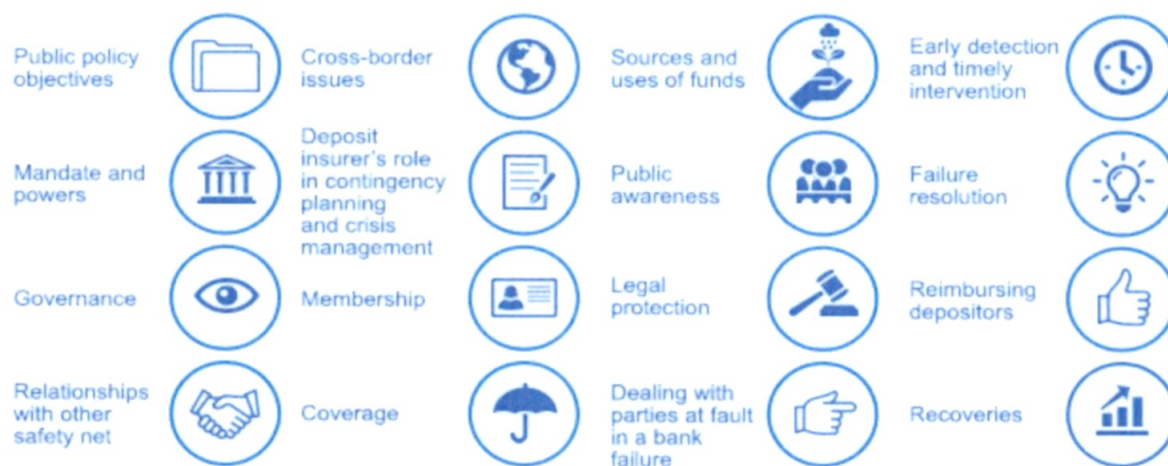 Public policy
objectives
Mandate and
powers
Governance
Relationships
with other
safety net
Cross-border
issues
Deposit
insurer's role
in contingency
planning
and crisis
management
Membership
Coverage
Sources and
uses of funds
Public
awareness
Legal
protection
Dealing with
parties at fault
in a bank
failure
Early detection
and timely
intervention
Failure
resolution
Reimbursing
depositors
Recoveries